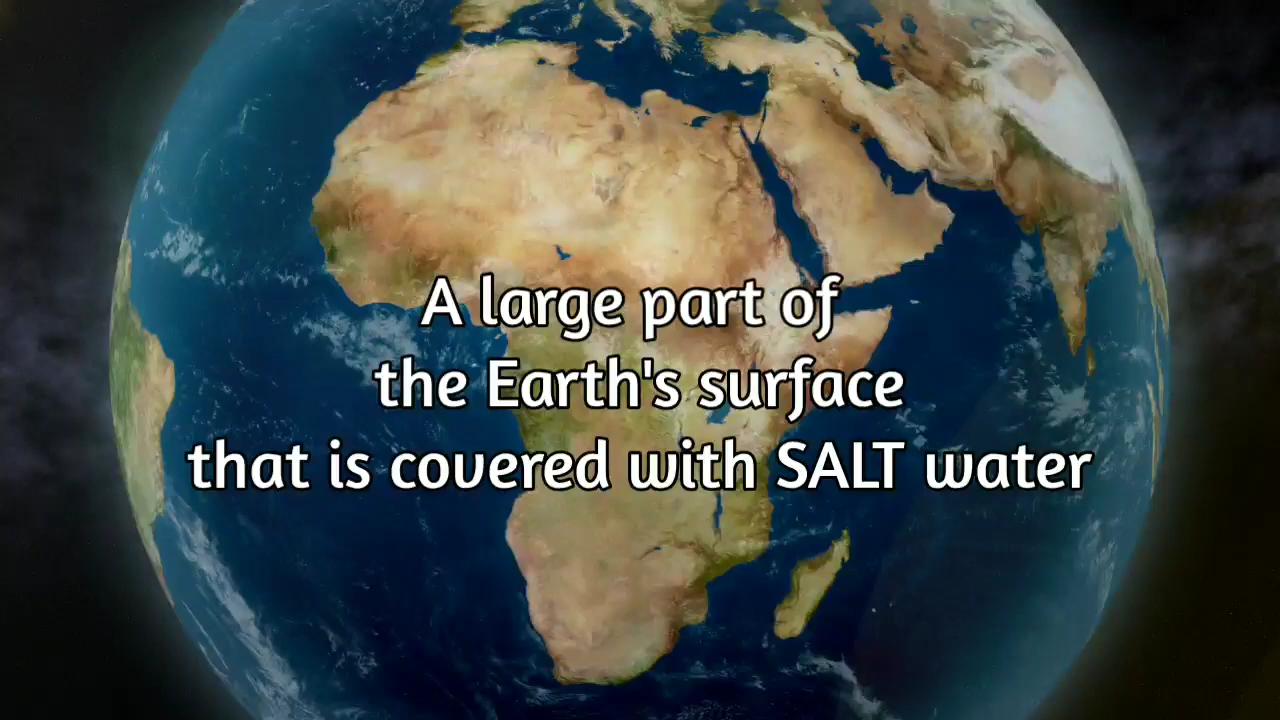 A large part of
the Earth's surface
that is covered with SALT water